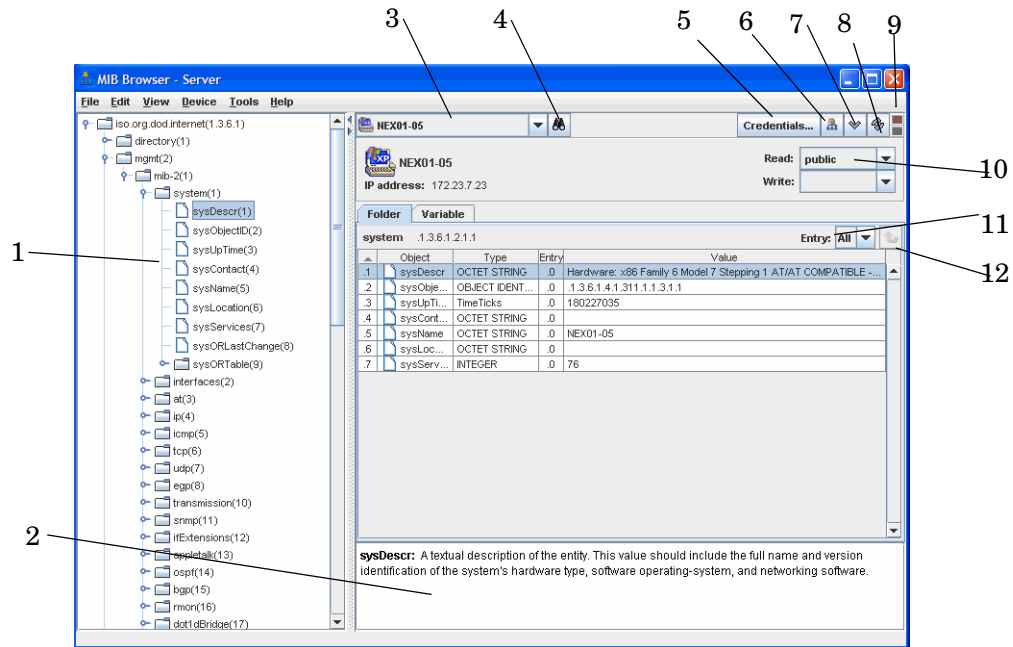 3 4 5 6 7 8 9
MIB Browser - Server
File Edit View Device Tools Help
iso.org.dod.internet(1.3.6.1)
directory(1)
mgmt(2)
mib-2(1)
system(1)
sysDescr(1)
sysObjectID(2)
sysUpTime(3)
sysContact(4)
sysName(5)
sysLocation(6)
sysServices(7)
sysORLastChange(8)
sysORTable(9)
interfaces(2)
at(3)
ip(4)
icmp(5)
tcp(6)
udp(7)
egp(8)
transmission(10)
snmp(11)
ifExtensions(12)
appletalk(13)
ospf(14)
bgp(15)
rmon(16)
dot1dBridge(17)
1
2
NEX01-05
Credentials...
NEX01-05
IP address: 172.23.7.23
Read: public
Write:
10
Folder Variable
11
system .1.3.6.1.2.1.1
Entry: All
12
Object Type Entry Value
.1 sysDescr OCTET STRING .0 Hardware: x86 Family 6 Model 7 Stepping 1 AT/AT COMPATIBLE -...
.2 sysObje... OBJECT IDENT... .0 .1.3.6.1.4.1.311.1.1.3.1.1
.3 sysUpTi... TimeTicks .0 180227035
.4 sysCont... OCTET STRING .0
.5 sysName OCTET STRING .0 NEX01-05
.6 sysLoc... OCTET STRING .0
.7 sysServ... INTEGER .0 76
sysDescr: A textual description of the entity. This value should include the full name and version
identification of the system's hardware type, software operating-system, and networking software.